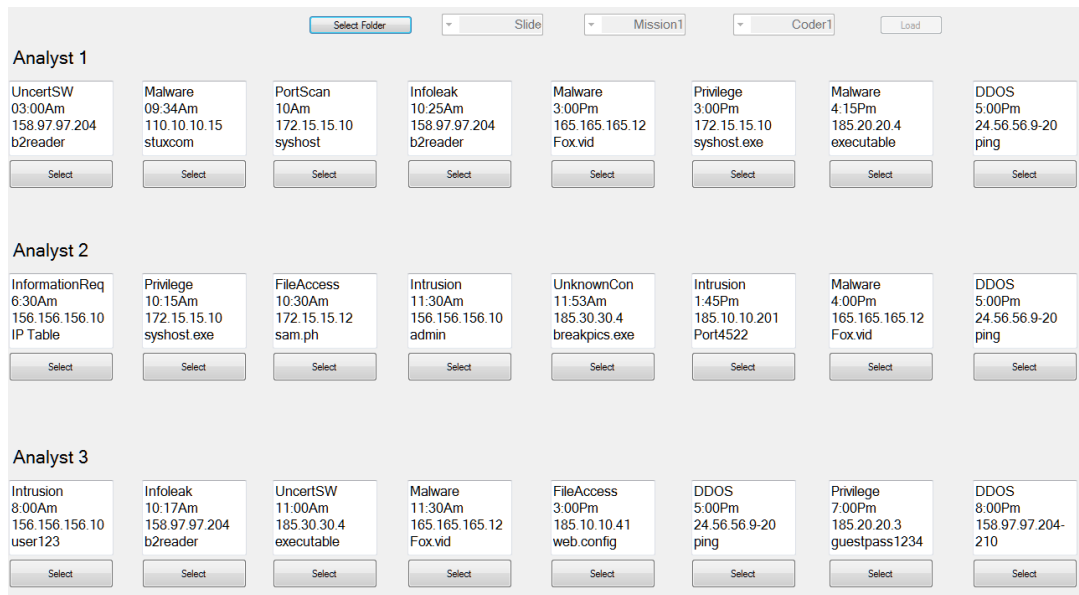 Select Folder
Slide
Mission1
Coder1
Load
Analyst 1
UncertSW
03:00Am
158.97.97.204
b2reader
Select
Malware
09:34Am
110.10.10.15
stuxcom
Select
PortScan
10Am
172.15.15.10
syshost
Select
Infoleak
10:25Am
158.97.97.204
b2reader
Select
Malware
3:00Pm
165.165.165.12
Fox.vid
Select
Privilege
3:00Pm
172.15.15.10
syshost.exe
Select
Malware
4:15Pm
185.20.20.4
executable
Select
DDOS
5:00Pm
24.56.56.9-20
ping
Select
Analyst 2
InformationReq
6:30Am
156.156.156.10
IP Table
Select
Privilege
10:15Am
172.15.15.10
syshost.exe
Select
FileAccess
10:30Am
172.15.15.12
sam.ph
Select
Intrusion
11:30Am
156.156.156.10
admin
Select
UnknownCon
11:53Am
185.30.30.4
breakpics.exe
Select
Intrusion
1:45Pm
185.10.10.201
Port4522
Select
Malware
4:00Pm
165.165.165.12
Fox.vid
Select
DDOS
5:00Pm
24.56.56.9-20
ping
Select
Analyst 3
Intrusion
8:00Am
156.156.156.10
user123
Select
Infoleak
10:17Am
158.97.97.204
b2reader
Select
UncertSW
11:00Am
185.30.30.4
executable
Select
Malware
11:30Am
165.165.165.12
Fox.vid
Select
FileAccess
3:00Pm
185.10.10.41
web.config
Select
DDOS
5:00Pm
24.56.56.9-20
ping
Select
Privilege
7:00Pm
185.20.20.3
guestpass1234
Select
DDOS
8:00Pm
158.97.97.204-
210
Select